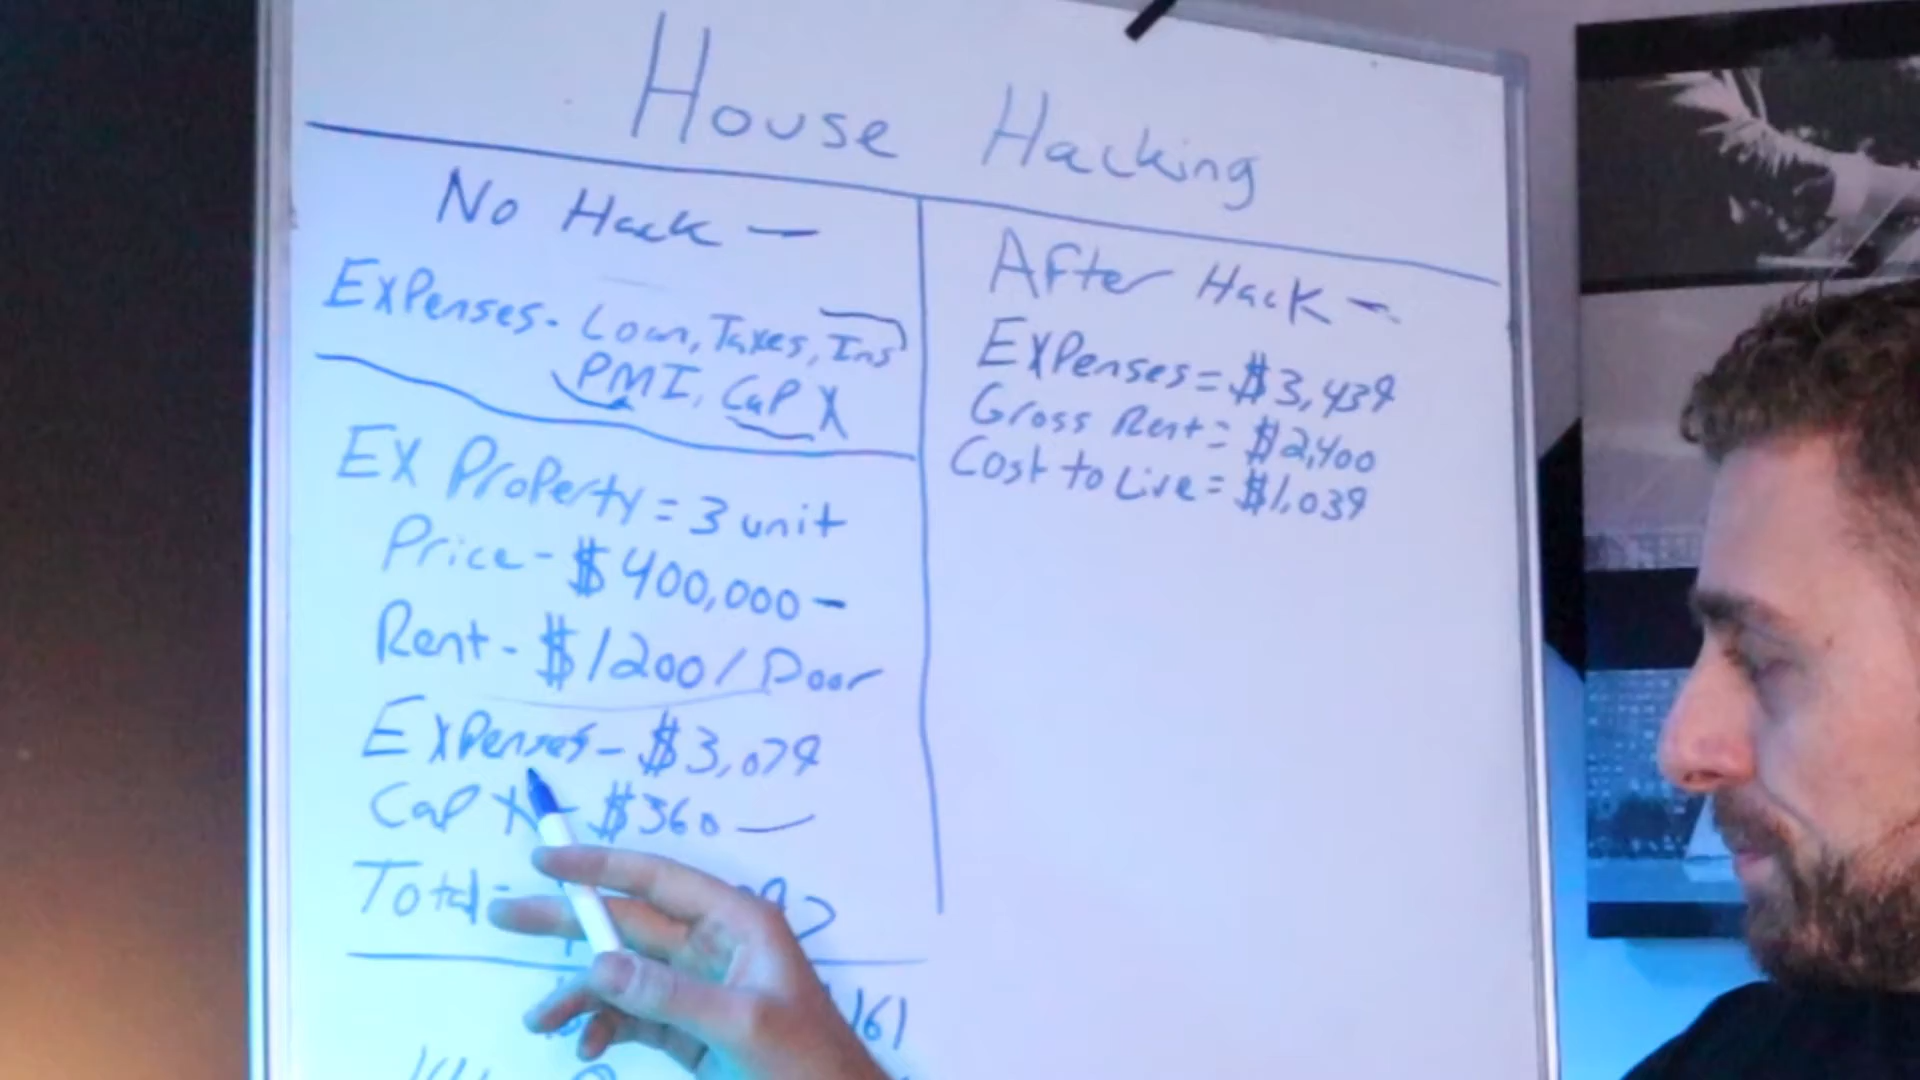 House Hacking
No Hack -
Expenses - Loan, Taxes, Ins
PMI, Cap X
Ex Property = 3 unit
Price - $400,000 -
Rent - $1200 / Door
Expenses - $3,079
Cap X - $360
Total =
161
After Hack -
Expenses = $3,439
Gross Rent = $2,400
Cost to Live = $1,039